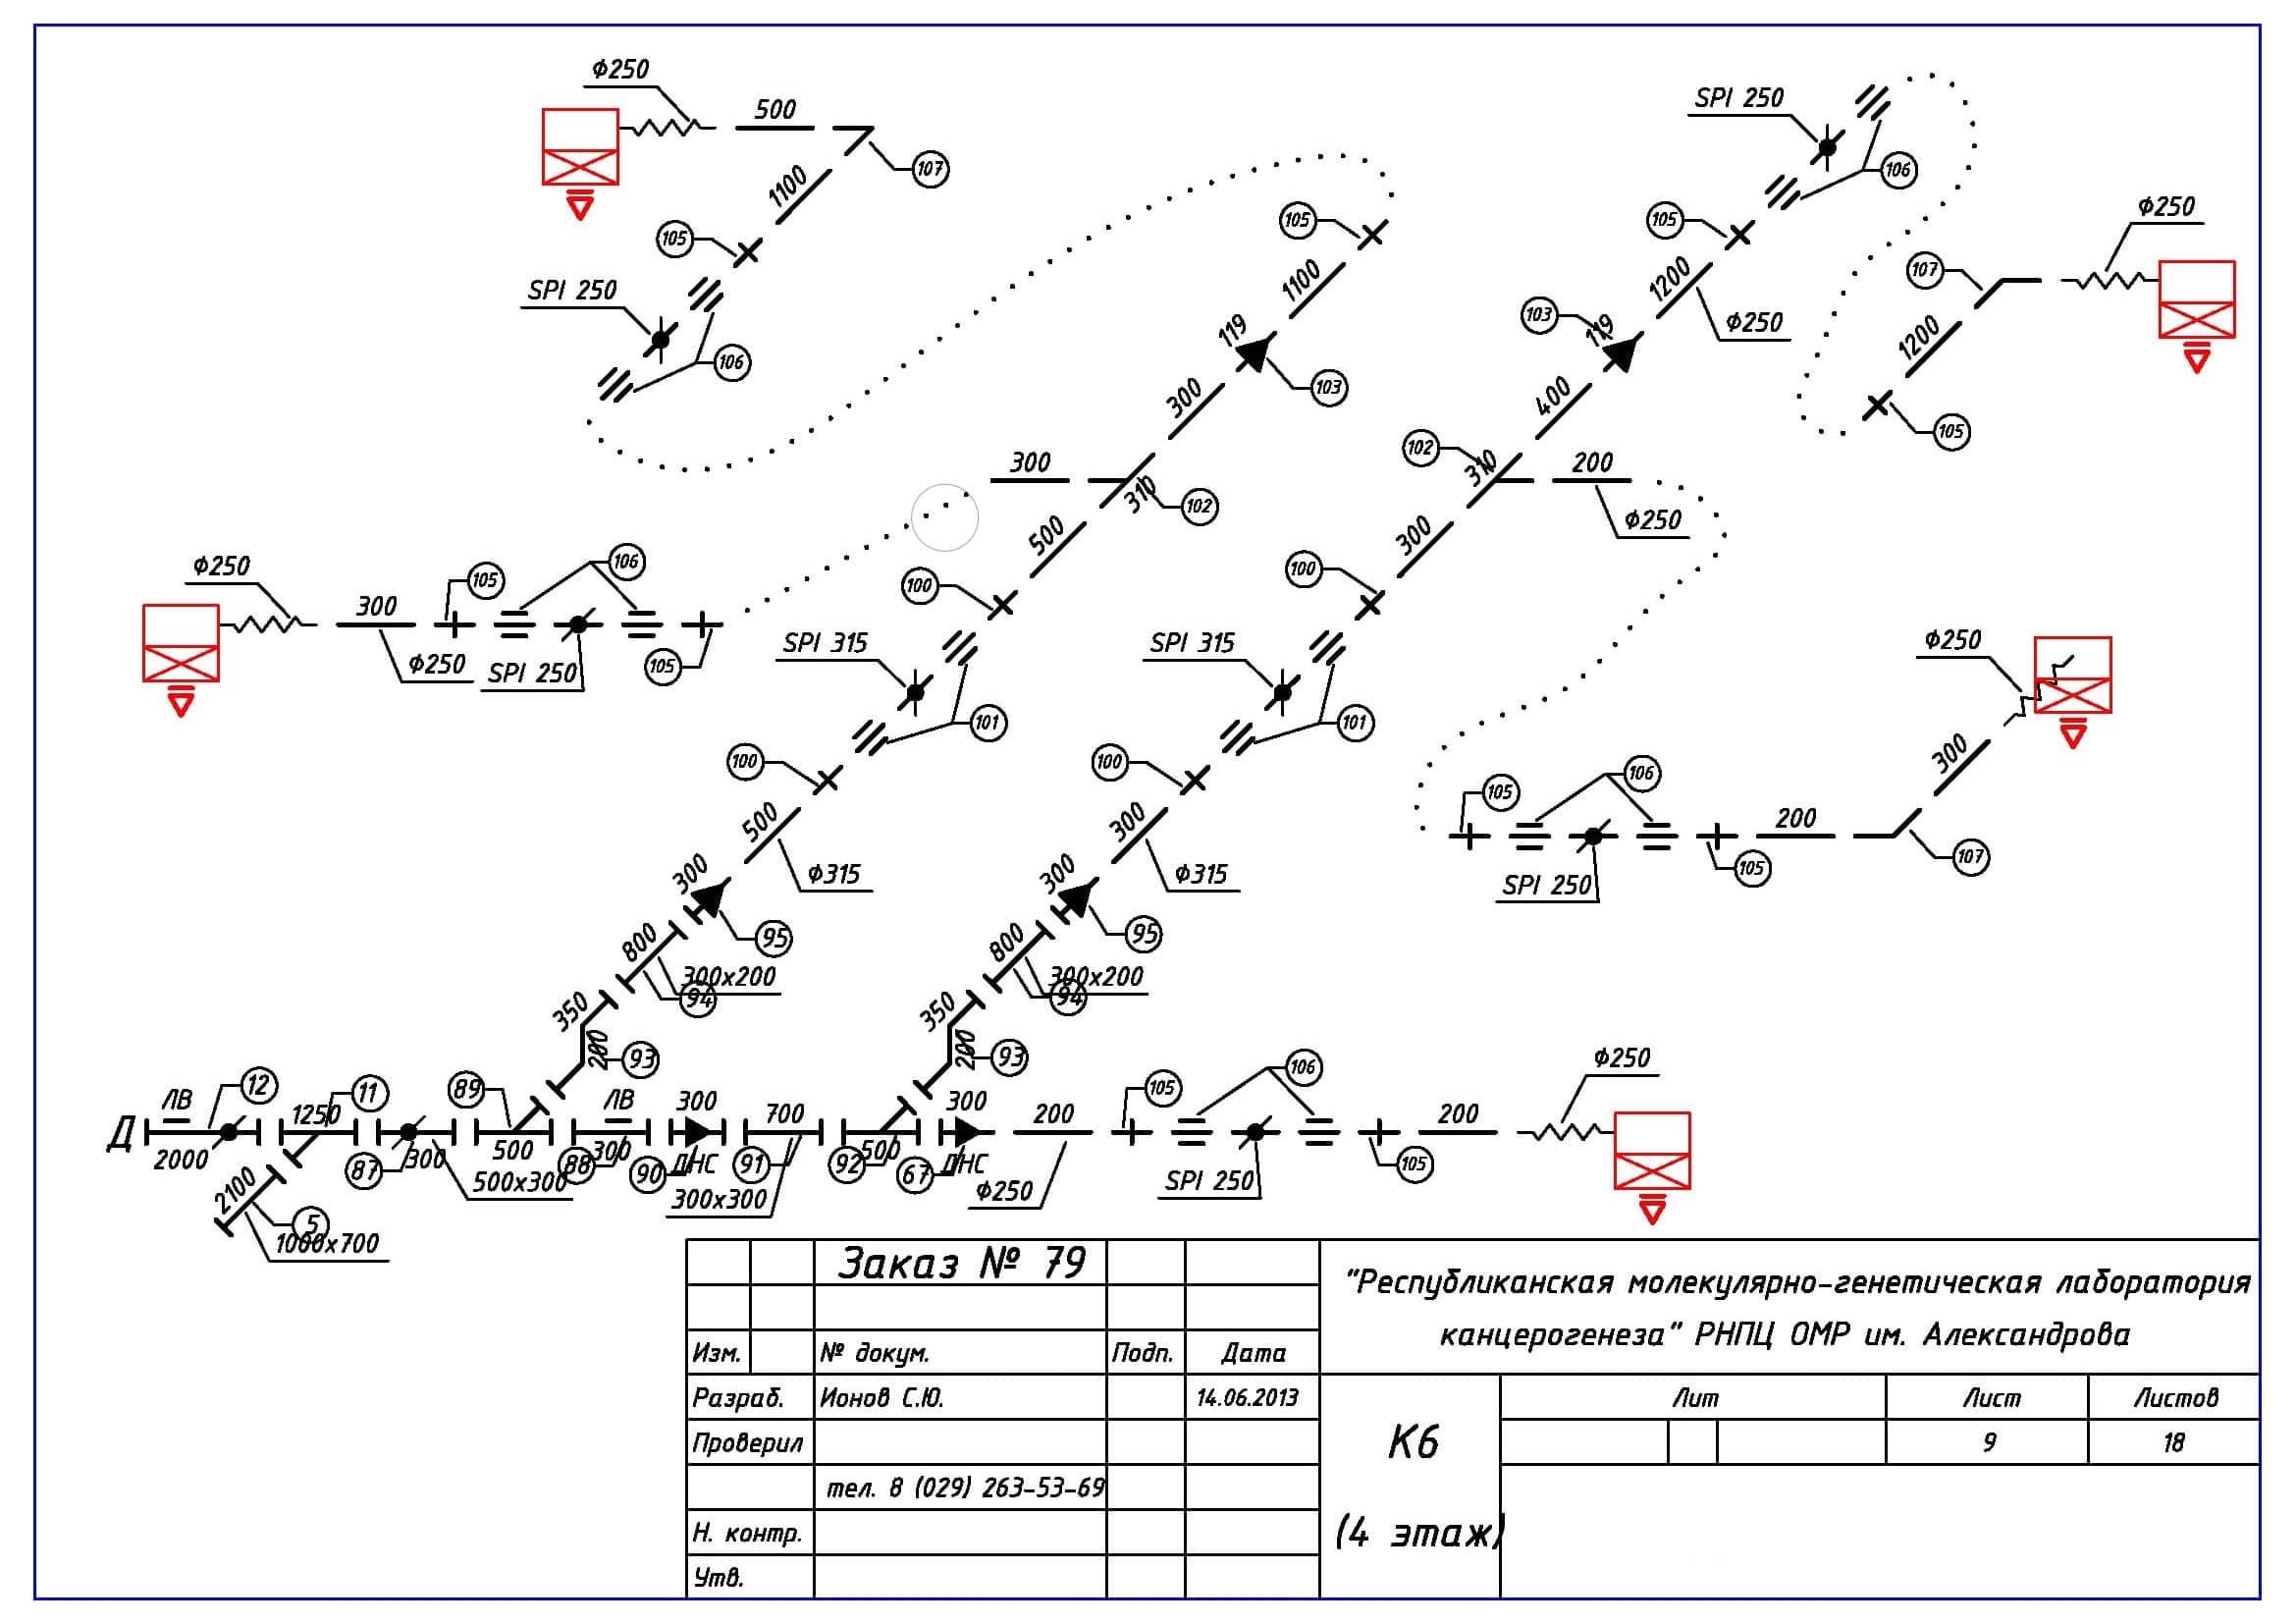 Ф250
500
107
1100
105
SPI 250
106
SPI 250
106
105
Ф250
105
1100
119
103
300
1200
Ф250
103
119
400
107
1200
105
Ф250
300
310
102
500
100
102
310
200
Ф250
300
100
Ф250
300
Ф250
105
106
SPI 250
105
SPI 315
101
100
500
Ф315
SPI 315
101
100
300
Ф315
Ф250
300
107
200
105
106
105
SPI 250
300
95
800
300х200
94
350
200
93
300
95
800
300х200
94
350
200
93
Д
ЛВ
2000
12
1250
11
2100
5
1000х700
87
300
500х300
89
500
88
ЛВ
300
90
300
ДНС
700
91
300х300
92
500
67
300
ДНС
200
Ф250
105
106
SPI 250
105
200
Ф250
Заказ № 79
Изм.
№ докум.
Подп.
Дата
Разраб.
Ионов С.Ю.
14.06.2013
Проверил
тел. 8 (029) 263-53-69
Н. контр.
Утв.
"Республиканская молекулярно-генетическая лаборатория
канцерогенеза" РНПЦ ОМР им. Александрова
К6
(4 этаж)
Лит
Лист
Листов
9
18